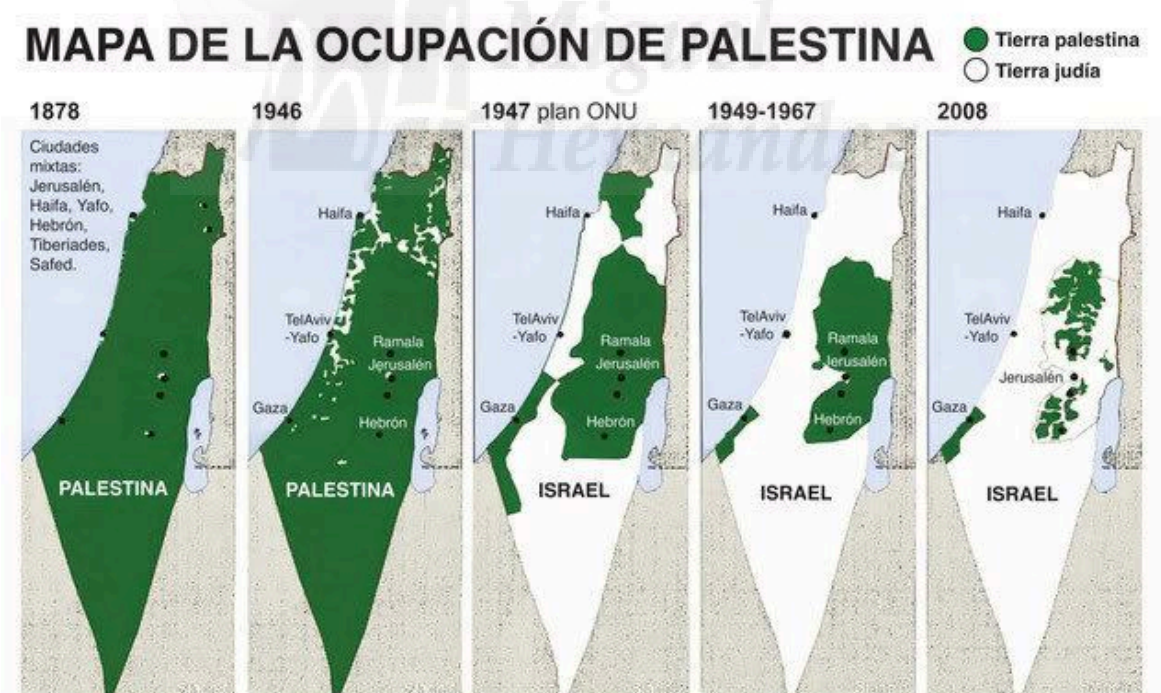 MAPA DE LA OCUPACIÓN DE PALESTINA
Tierra palestina
Tierra judía
1878
Ciudades
mixtas:
Jerusalén,
Haifa, Yafo,
Hebrón,
Tiberiades,
Safed.
PALESTINA
1946
Haifa
TelAviv
-Yafo
Ramala
Jerusalén
Gaza
Hebrón
PALESTINA
1947 plan ONU
Haifa
TelAviv
-Yafo
Ramala
Jerusalén
Gaza
Hebrón
ISRAEL
1949-1967
Haifa
TelAviv
-Yafo
Ramala
Jerusalén
Gaza
Hebrón
ISRAEL
2008
Haifa
TelAviv
-Yafo
Jerusalén
Gaza
ISRAEL
Miguel
Hernández